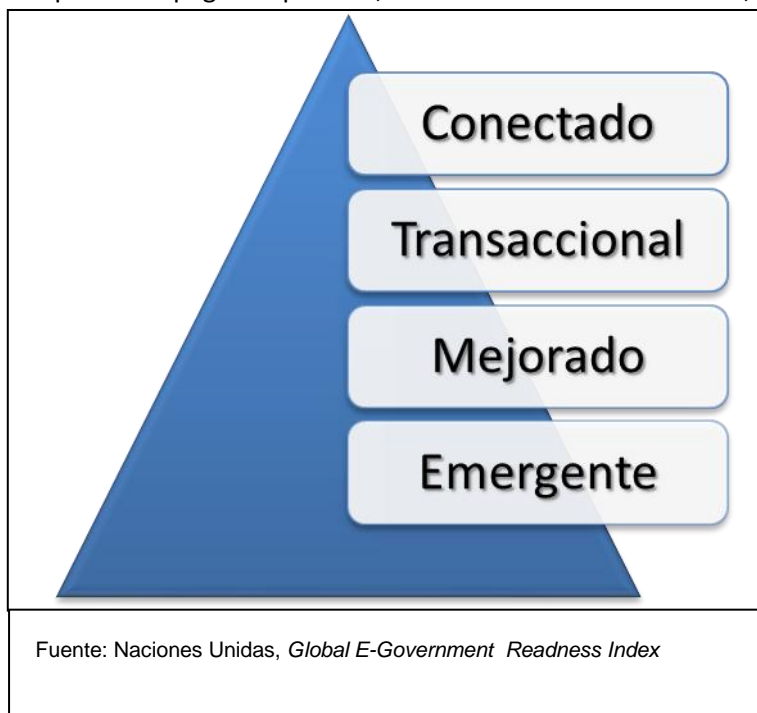 Conectado
Transaccional
Mejorado
Emergente
Fuente: Naciones Unidas, Global E-Government Readness Index